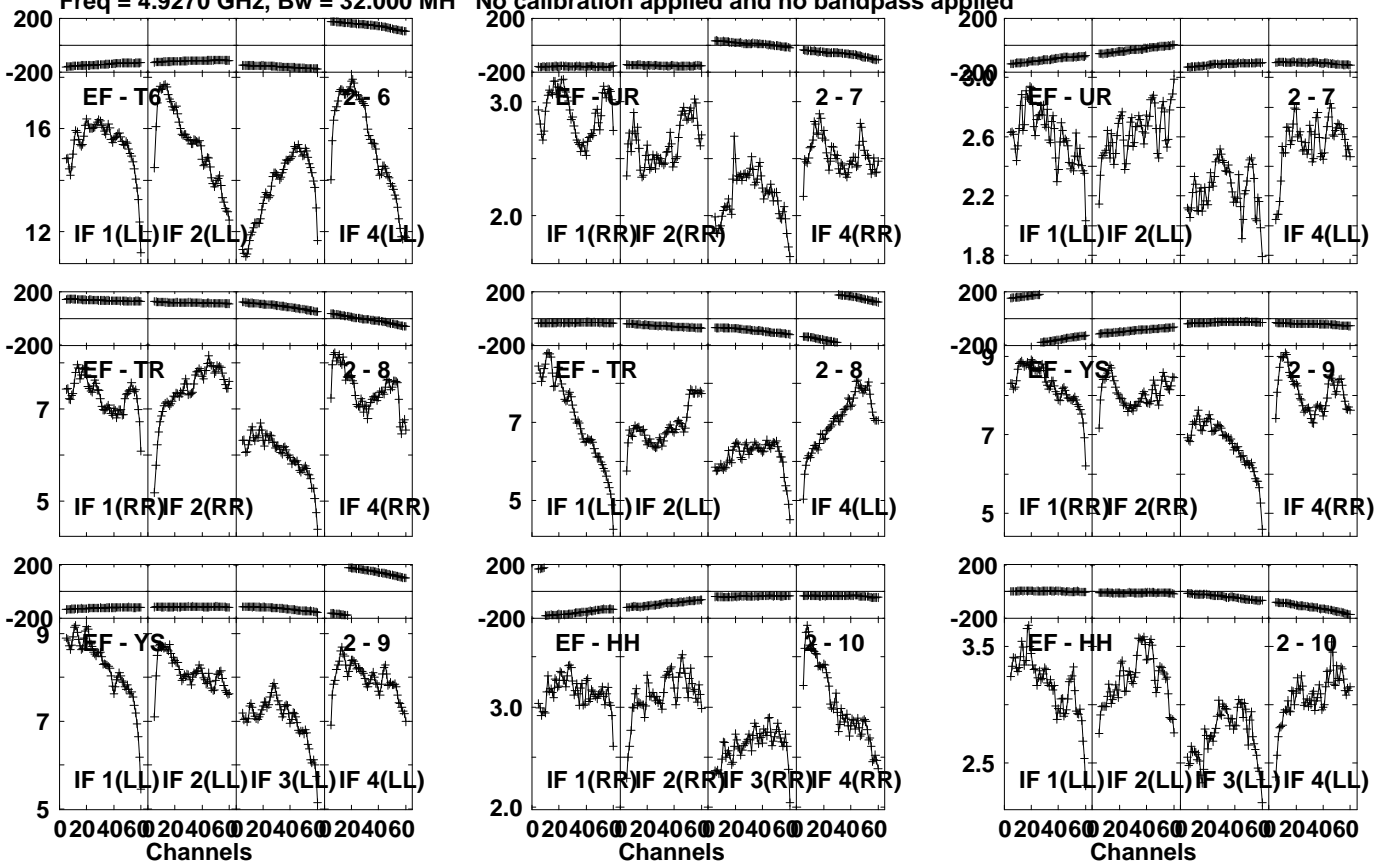 Freq = 4.9270 GHz, Bw = 32.000 MH No calibration applied and no bandpass applied
200
-200
EF - T6 2 - 6
16
12
IF 1(LL) IF 2(LL) IF 4(LL)
EF - UR 2 - 7
3.0
2.0
IF 1(RR) IF 2(RR) IF 4(RR)
200
-200
3.0
EF - UR 2 - 7
2.6
2.2
1.8
IF 1(LL) IF 2(LL) IF 4(LL)
200
-200
EF - TR 2 - 8
7
5
IF 1(RR) IF 2(RR) IF 4(RR)
200
-200
EF - TR 2 - 8
7
5
IF 1(LL) IF 2(LL) IF 4(LL)
200
-200
9
EF - YS 2 - 9
7
5
IF 1(RR) IF 2(RR) IF 4(RR)
200
-200
9
EF - YS 2 - 9
7
5
IF 1(LL) IF 2(LL) IF 3(LL) IF 4(LL)
0 20 40 60 0 20 40 60 0 20 40 60 0 20 40 60
Channels
200
-200
EF - HH 2 - 10
3.0
2.0
IF 1(RR) IF 2(RR) IF 3(RR) IF 4(RR)
0 20 40 60 0 20 40 60 0 20 40 60 0 20 40 60
Channels
200
-200
EF - HH 2 - 10
3.5
2.5
IF 1(LL) IF 2(LL) IF 3(LL) IF 4(LL)
0 20 40 60 0 20 40 60 0 20 40 60 0 20 40 60
Channels